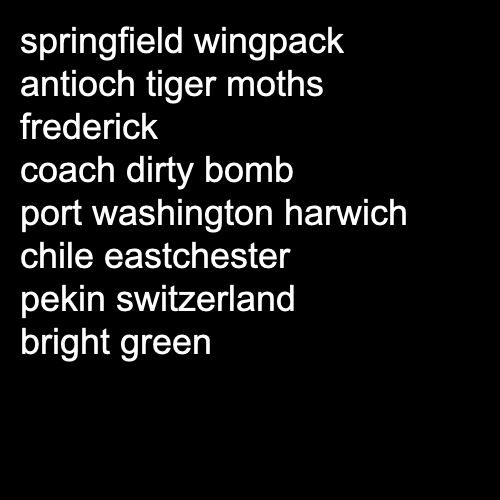 springfield wingpack
antioch tiger moths
frederick
coach dirty bomb
port washington harwich
chile eastchester
pekin switzerland
bright green